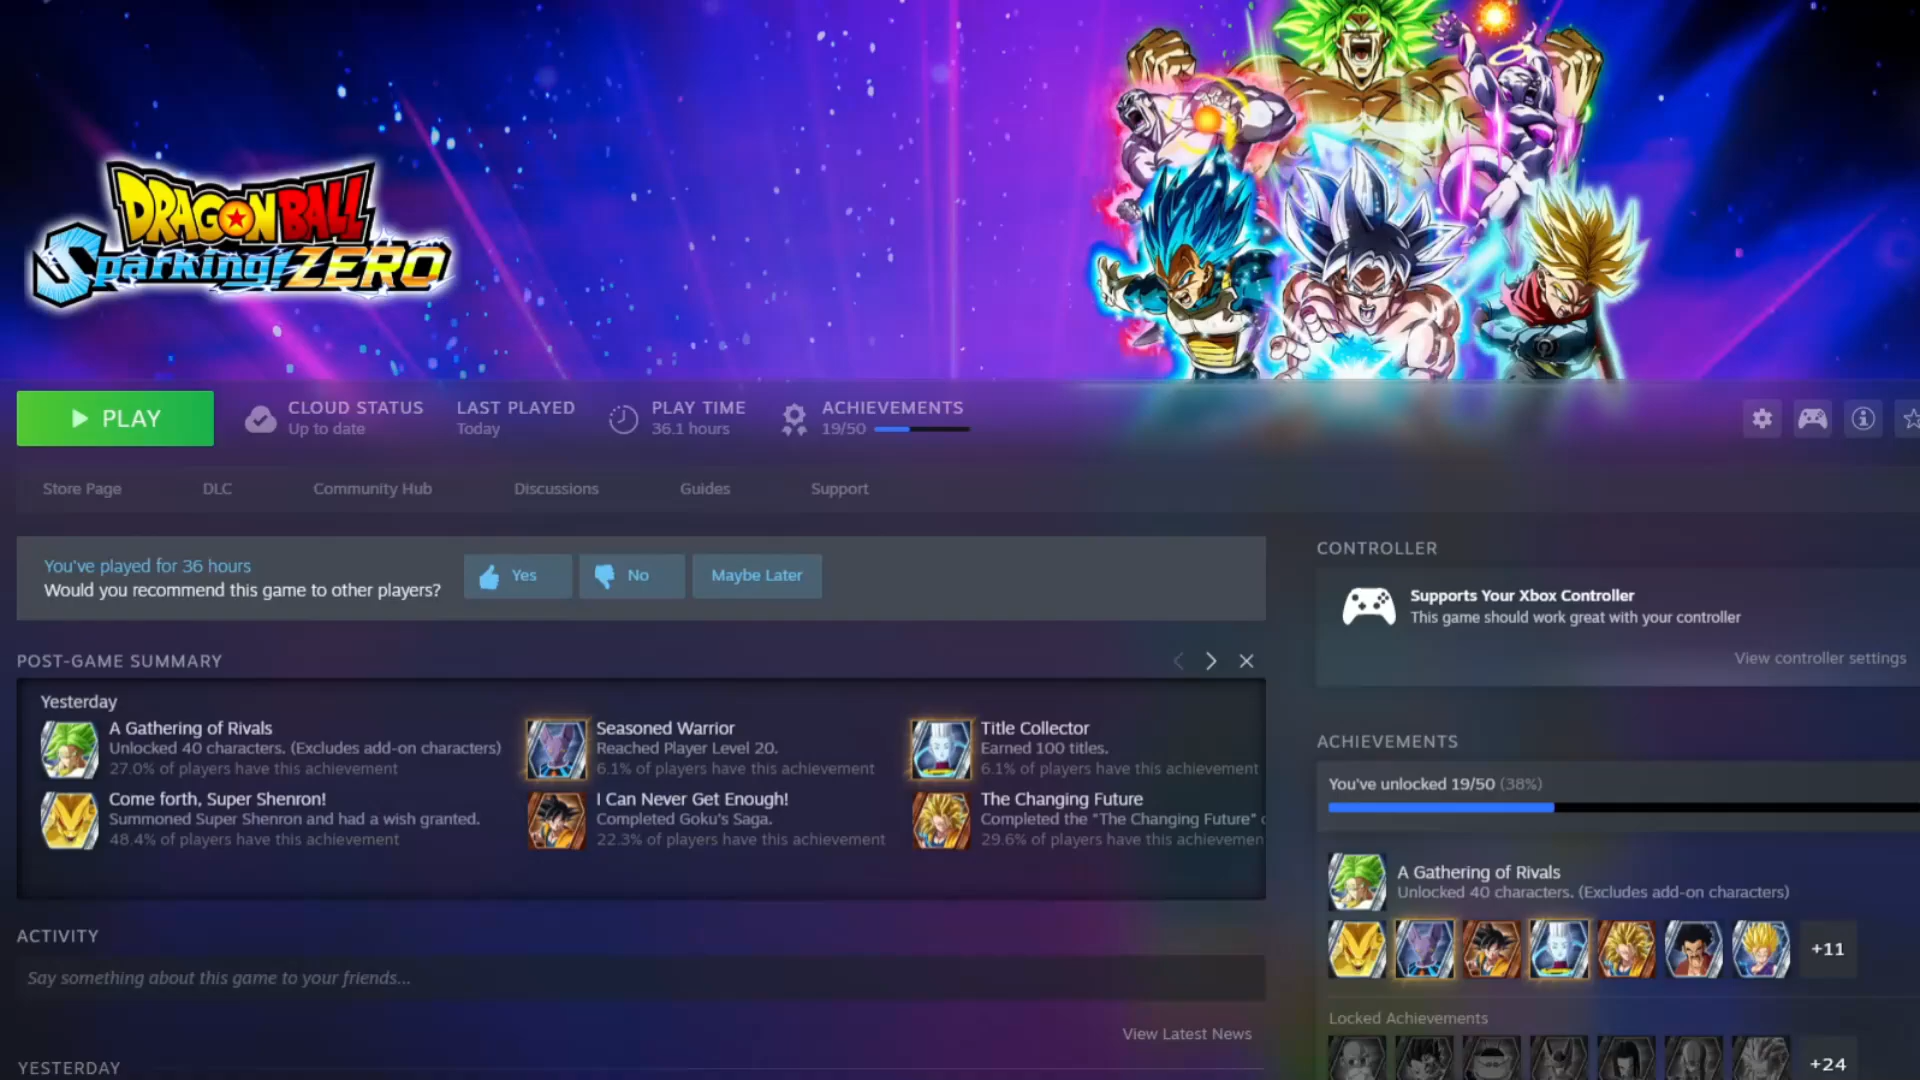 DRAGON BALL
Sparking! ZERO
PLAY
CLOUD STATUS
Up to date
LAST PLAYED
Today
PLAY TIME
36.1 hours
ACHIEVEMENTS
19/50
Store Page
DLC
Community Hub
Discussions
Guides
Support
You've played for 36 hours
Would you recommend this game to other players?
Yes
No
Maybe Later
POST-GAME SUMMARY
Yesterday
A Gathering of Rivals
Unlocked 40 characters. (Excludes add-on characters)
27.0% of players have this achievement
Seasoned Warrior
Reached Player Level 20.
6.1% of players have this achievement
Title Collector
Earned 100 titles.
6.1% of players have this achievement
Come forth, Super Shenron!
Summoned Super Shenron and had a wish granted.
48.4% of players have this achievement
I Can Never Get Enough!
Completed Goku's Saga.
22.3% of players have this achievement
The Changing Future
Completed the "The Changing Future"
29.6% of players have this achievemen
ACTIVITY
Say something about this game to your friends...
View Latest News
YESTERDAY
CONTROLLER
Supports Your Xbox Controller
This game should work great with your controller
View controller settings
ACHIEVEMENTS
You've unlocked 19/50 (38%)
A Gathering of Rivals
Unlocked 40 characters. (Excludes add-on characters)
+11
Locked Achievements
+24